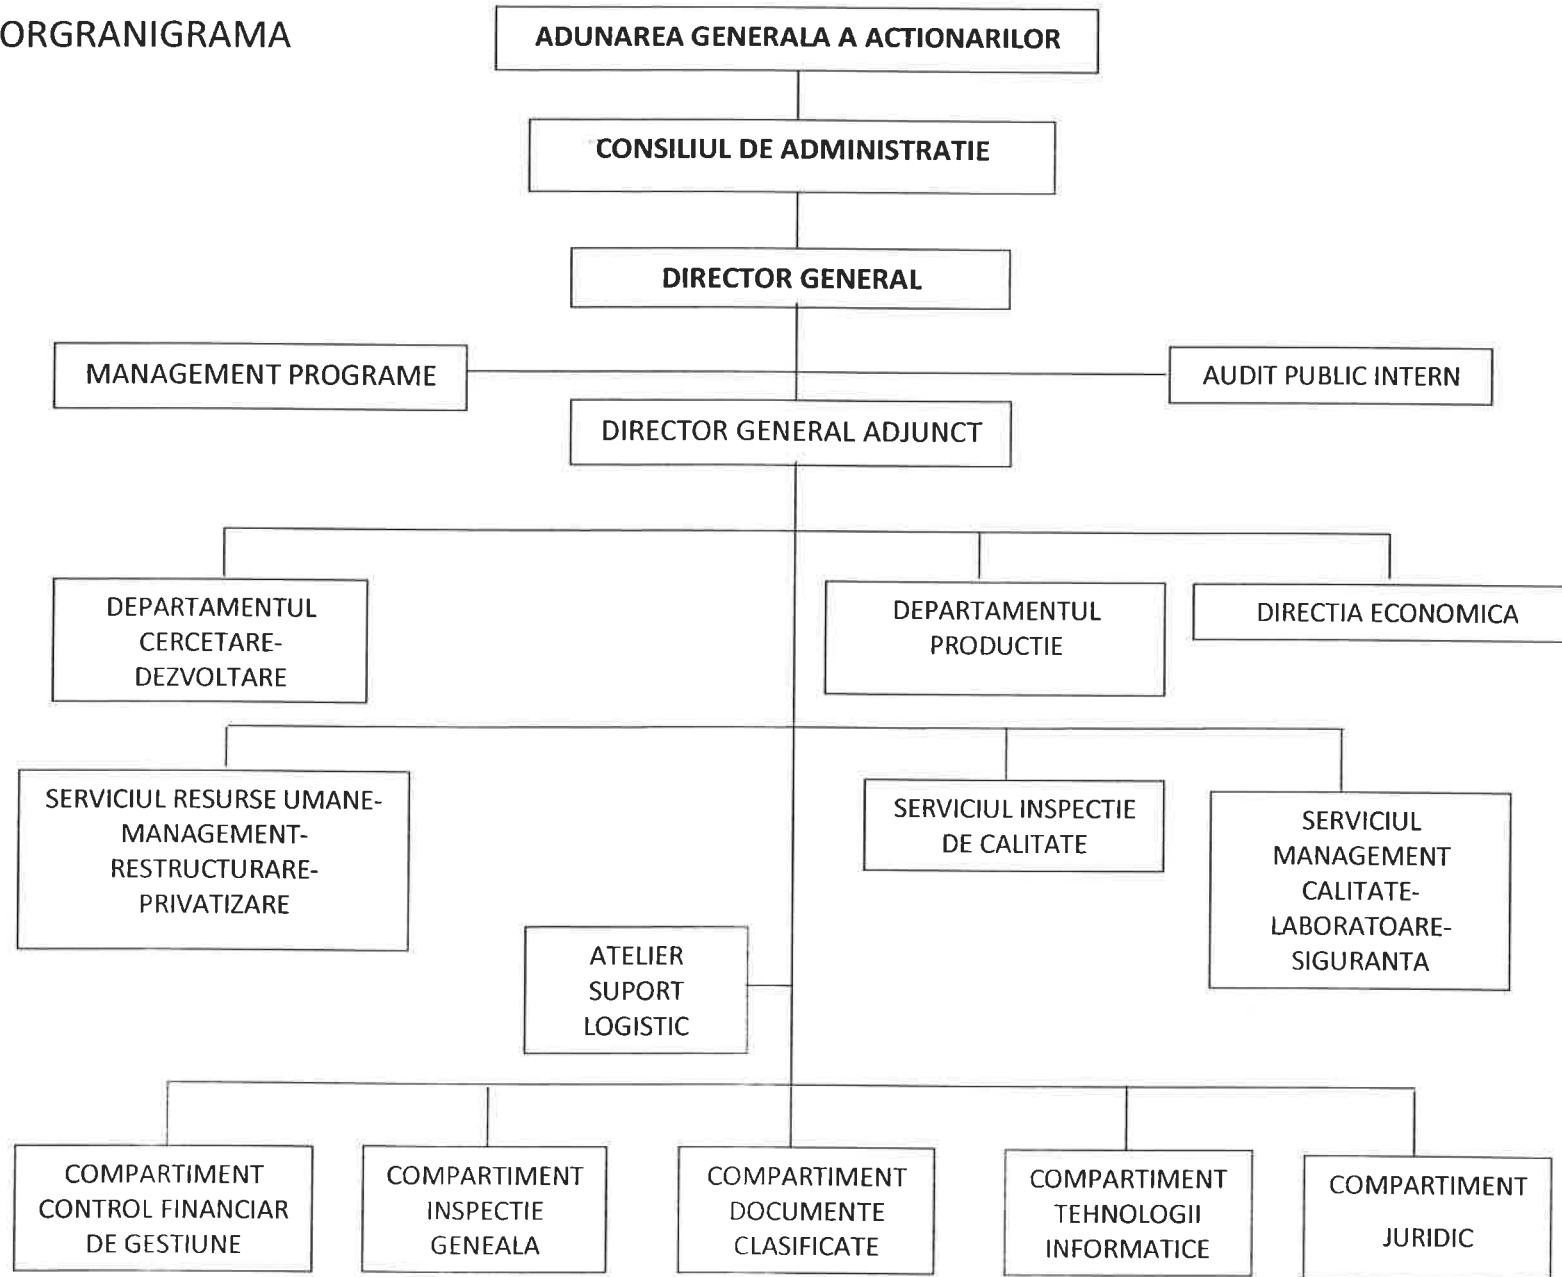 ORGRANIGRAMA
ADUNAREA GENERALA A ACTIONARILOR
CONSILIUL DE ADMINISTRATIE
DIRECTOR GENERAL
MANAGEMENT PROGRAME
AUDIT PUBLIC INTERN
DIRECTOR GENERAL ADJUNCT
DEPARTAMENTUL
CERCETARE-
DEZVOLTARE
DEPARTAMENTUL
PRODUCTIE
DIRECTIA ECONOMICA
SERVICIUL RESURSE UMANE-
MANAGEMENT-
RESTRUCTURARE-
PRIVATIZARE
SERVICIUL INSPECTIE
DE CALITATE
SERVICIUL
MANAGEMENT
CALITATE-
LABORATOARE-
SIGURANTA
ATELIER
SUPORT
LOGISTIC
COMPARTIMENT
CONTROL FINANCIAR
DE GESTIUNE
COMPARTIMENT
INSPECTIE
GENEALA
COMPARTIMENT
DOCUMENTE
CLASIFICATE
COMPARTIMENT
TEHNOLOGII
INFORMATICE
COMPARTIMENT
JURIDIC